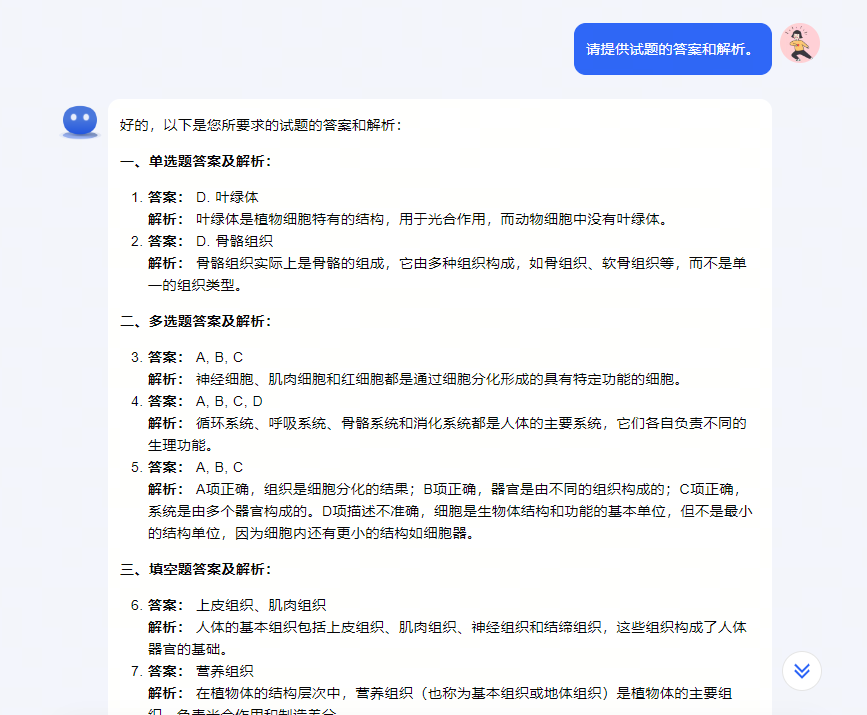 请提供试题的答案和解析。
好的，以下是您所要求的试题的答案和解析：
一、单选题答案及解析：
1. 答案： D. 叶绿体
解析： 叶绿体是植物细胞特有的结构，用于光合作用，而动物细胞中没有叶绿体。
2. 答案： D. 骨骼组织
解析： 骨骼组织实际上是骨骼的组成，它由多种组织构成，如骨组织、软骨组织等，而不是单
一的组织类型。
二、多选题答案及解析：
3. 答案： A, B, C
解析： 神经细胞、肌肉细胞和红细胞都是通过细胞分化形成的具有特定功能的细胞。
4. 答案： A, B, C, D
解析： 循环系统、呼吸系统、骨骼系统和消化系统都是人体的主要系统，它们各自负责不同的
生理功能。
5. 答案： A, B, C
解析： A项正确，组织是细胞分化的结果；B项正确，器官是由不同的组织构成的；C项正确，
系统是由多个器官构成的。D项描述不准确，细胞是生物体结构和功能的基本单位，但不是最小
的结构单位，因为细胞内还有更小的结构如细胞器。
三、填空题答案及解析：
6. 答案： 上皮组织、肌肉组织
解析： 人体的基本组织包括上皮组织、肌肉组织、神经组织和结缔组织，这些组织构成了人体
器官的基础。
7. 答案： 营养组织
解析： 在植物体的结构层次中，营养组织（也称为基本组织或地体组织）是植物体的主要组
织，负责光合作用和制造养分